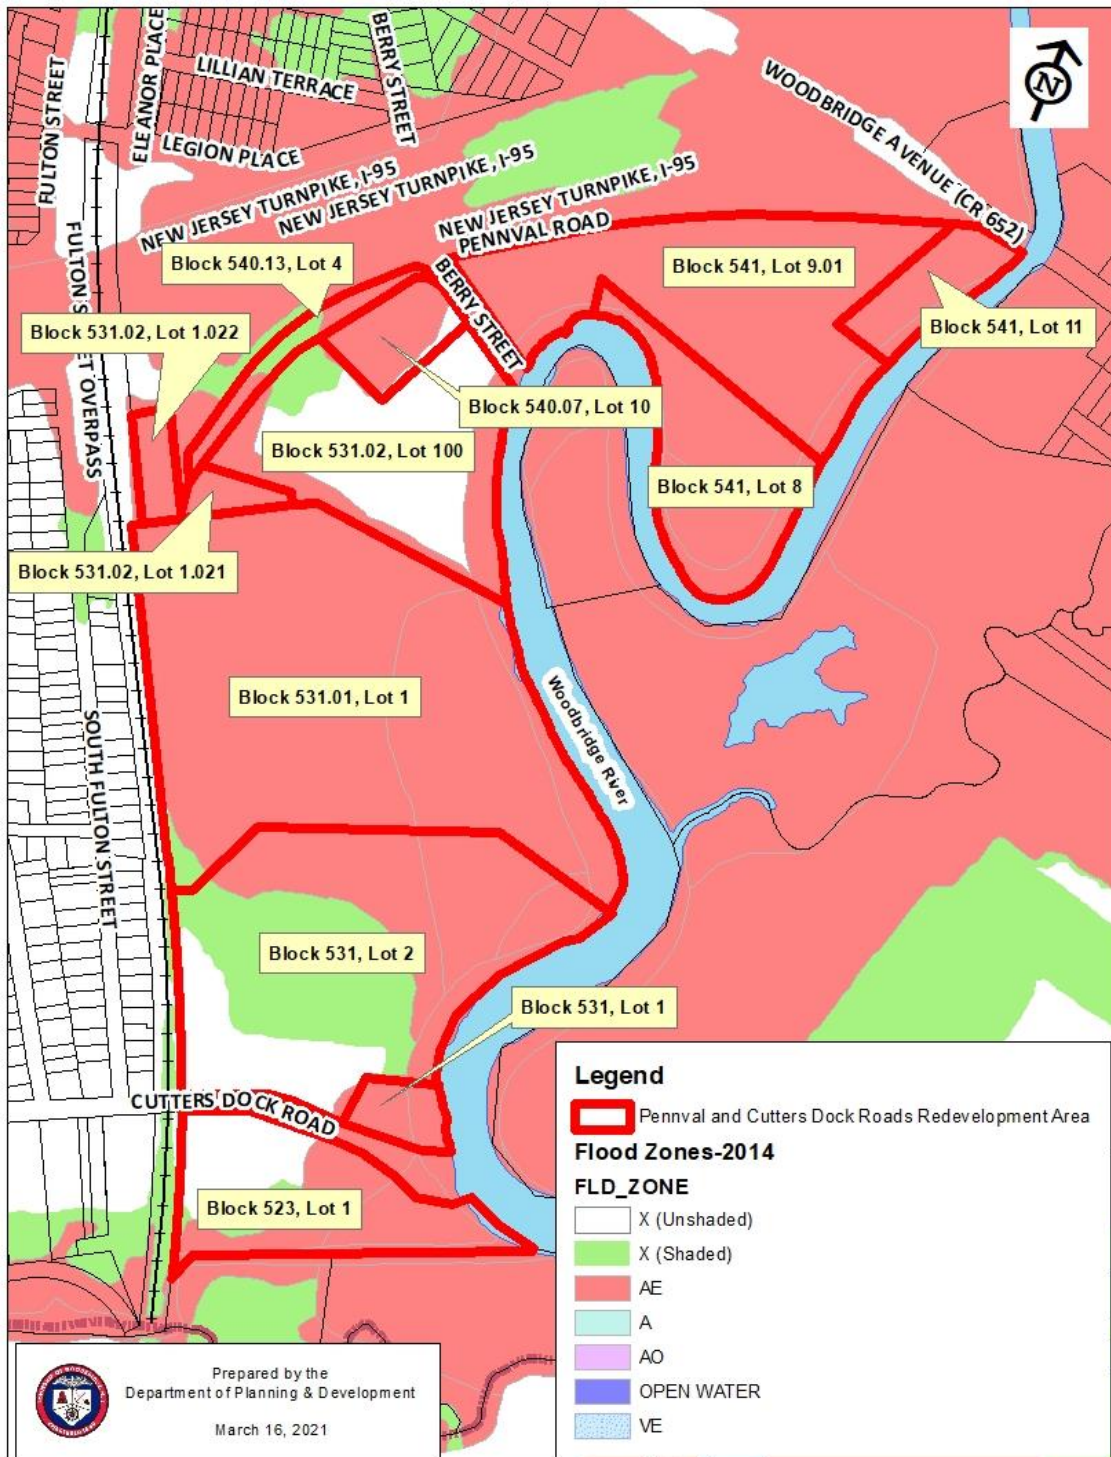 FULTON STREET
ELEANOR PLACE
LILLIAN TERRACE
BERRY STREET
LEGION PLACE
WOODBRIDGE AVENUE (CR 652)
N
NEW JERSEY TURNPIKE, I-95
NEW JERSEY TURNPIKE, I-95
NEW JERSEY TURNPIKE, I-95
PENNVAL ROAD
BERRY STREET
Block 540.13, Lot 4
Block 541, Lot 9.01
Block 531.02, Lot 1.022
Block 541, Lot 11
Block 540.07, Lot 10
Block 531.02, Lot 100
Block 541, Lot 8
Block 531.02, Lot 1.021
Block 531.01, Lot 1
Woodbridge River
SOUTH FULTON STREET
Block 531, Lot 2
Block 531, Lot 1
CUTTERS DOCK ROAD
Block 523, Lot 1
Legend
Pennval and Cutters Dock Roads Redevelopment Area
Flood Zones-2014
FLD_ZONE
X (Unshaded)
X (Shaded)
AE
A
AO
OPEN WATER
VE
Prepared by the
Department of Planning & Development
March 16, 2021